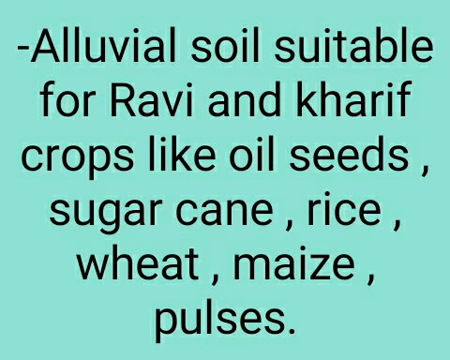 -Alluvial soil suitable
for Ravi and kharif
crops like oil seeds ,
sugar cane , rice ,
wheat , maize ,
pulses.